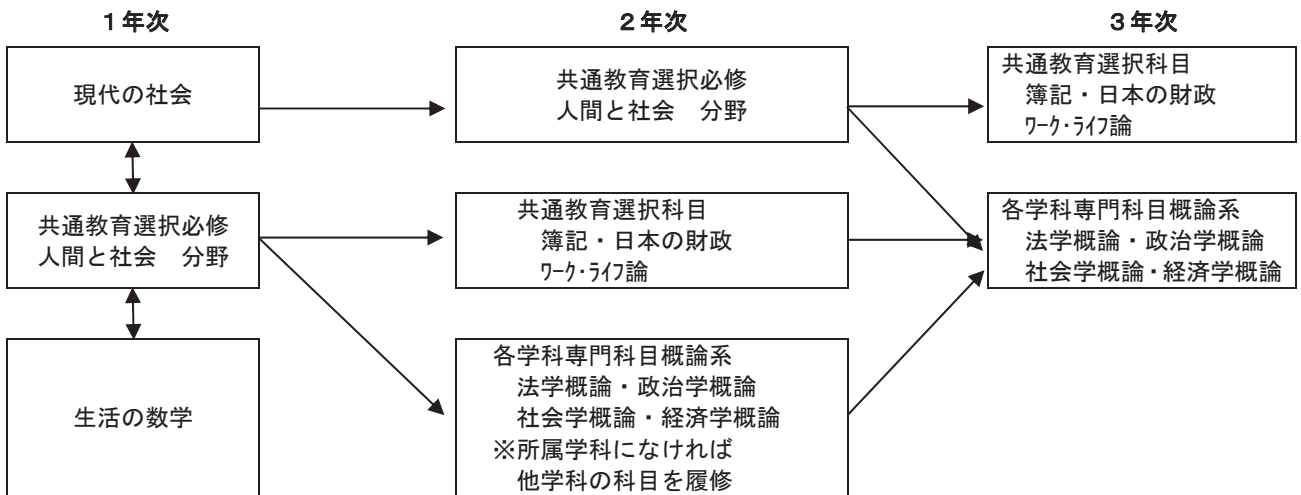 1年次
2年次
3年次
現代の社会
共通教育選択必修
人間と社会　分野
共通教育選択科目
簿記・日本の財政
ﾜｰｸ・ﾗｲﾌ論
共通教育選択必修
人間と社会　分野
共通教育選択科目
簿記・日本の財政
ﾜｰｸ・ﾗｲﾌ論
各学科専門科目概論系
法学概論・政治学概論
社会学概論・経済学概論
生活の数学
各学科専門科目概論系
法学概論・政治学概論
社会学概論・経済学概論
※所属学科になければ
他学科の科目を履修